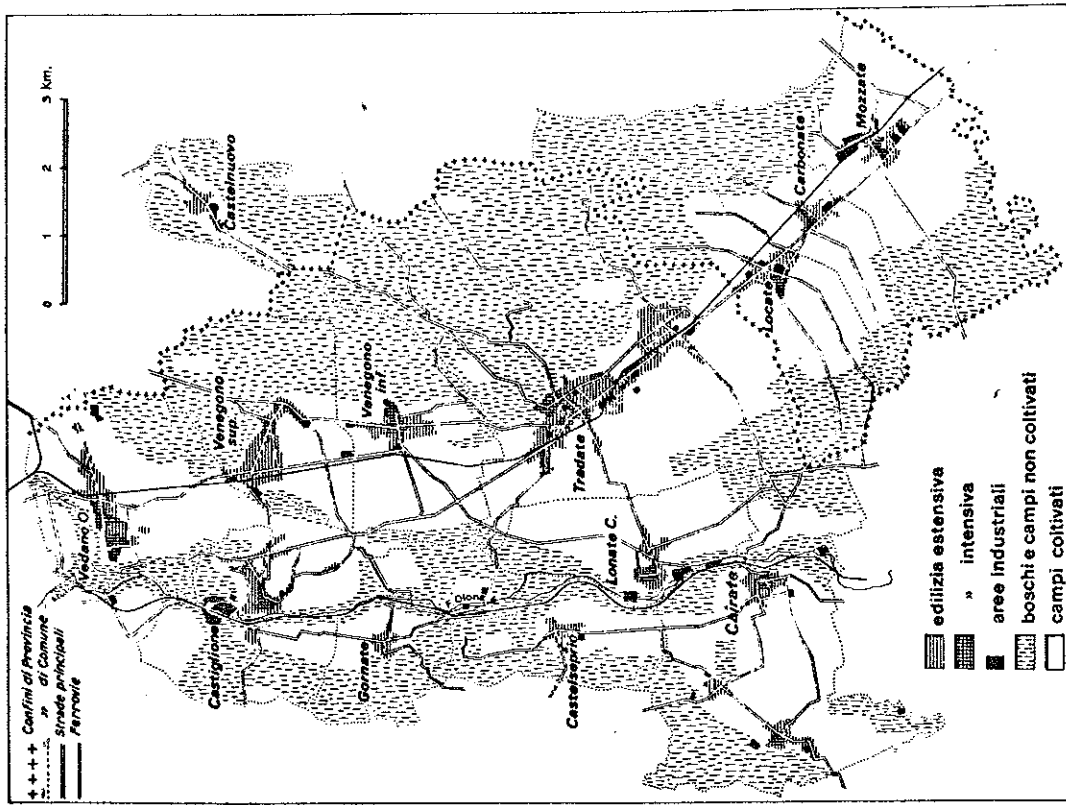 ++++ Confini di Provincia
» di Comune
Strade principali
Ferrovie
0 1 2 3 Km.
Vedano O.
Castiglione
Venegono
sup.
Castelnuovo
Gornate
Venegono
inf.
Olona
Castelseprio
Tradate
Lonate C.
Cairate
Locate
Carbonate
Mozzate
edilizia estensiva
» intensiva
aree industriali
boschi e campi non coltivati
campi coltivati